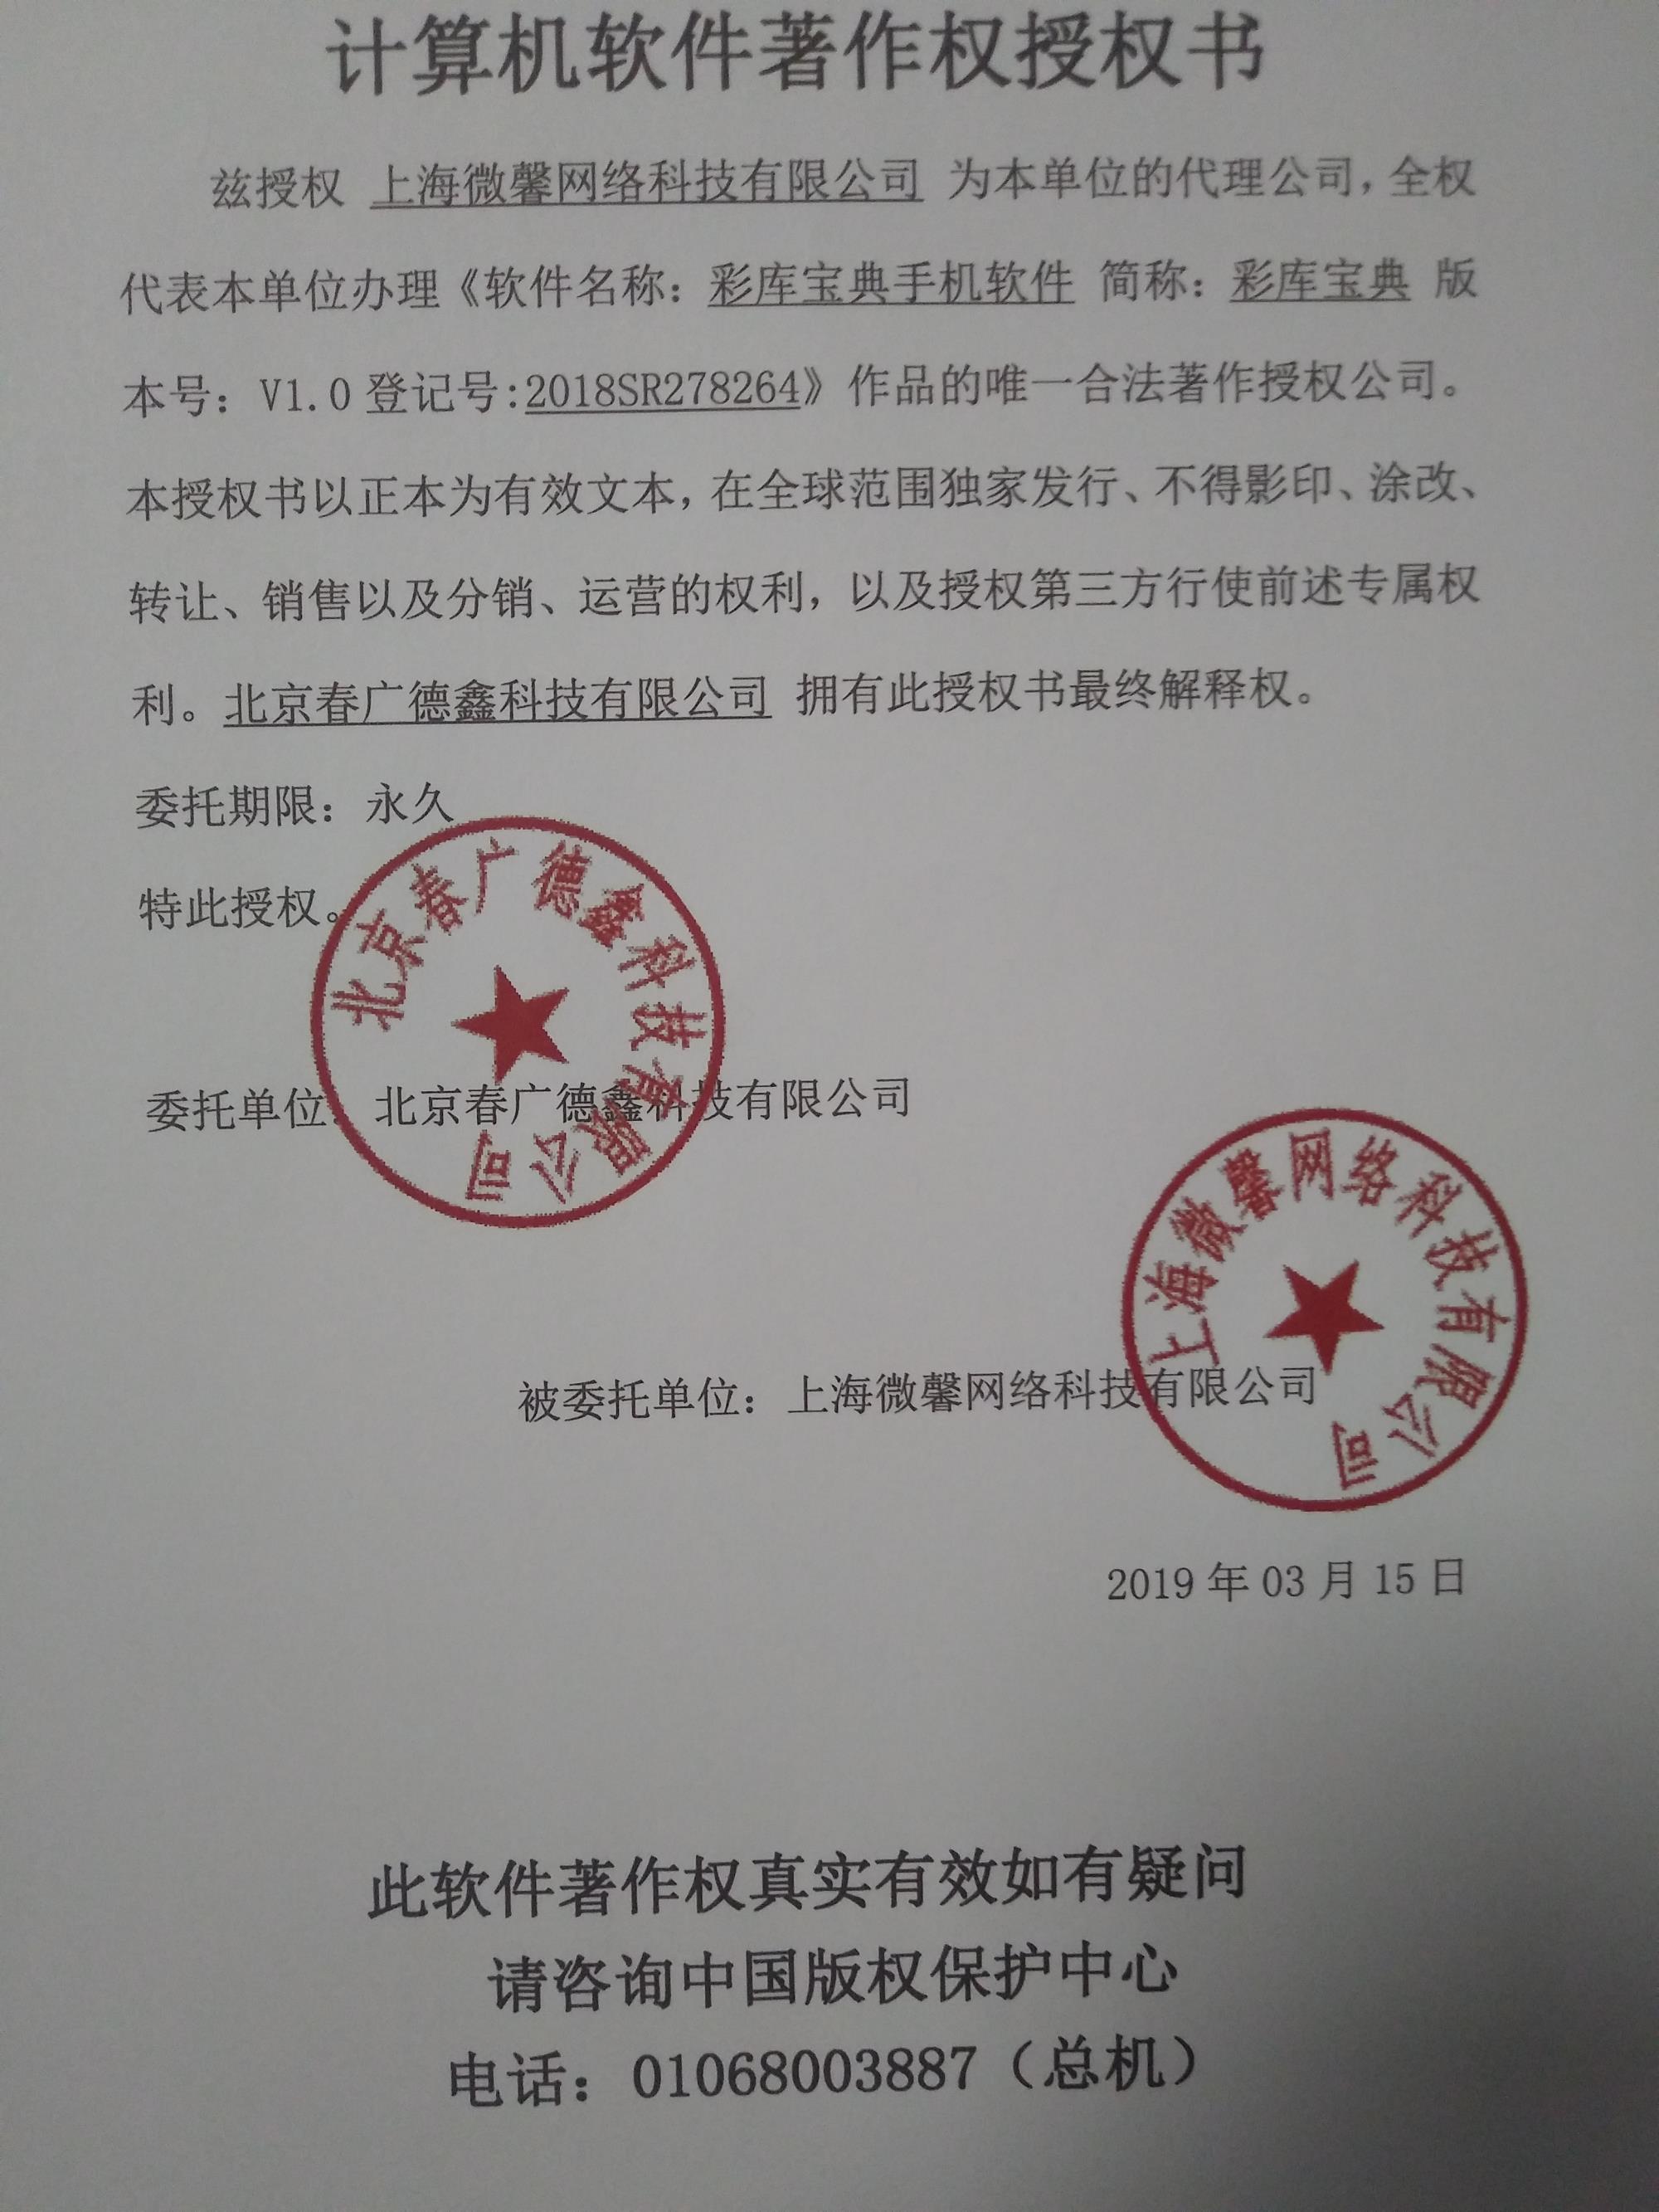 计算机软件著作权授权书
兹授权 上海微馨网络科技有限公司 为本单位的代理公司，全权
代表本单位办理《软件名称：彩库宝典手机软件 简称：彩库宝典 版
本号：V1.0 登记号:2018SR278264》作品的唯一合法著作授权公司。
本授权书以正本为有效文本，在全球范围独家发行、不得影印、涂改、
转让、销售以及分销、运营的权利，以及授权第三方行使前述专属权
利。北京春广德鑫科技有限公司 拥有此授权书最终解释权。
委托期限：永久
特此授权。
北京春广德鑫科技有限公司
委托单位：北京春广德鑫科技有限公司
上海微馨网络科技有限公司
被委托单位：上海微馨网络科技有限公司
2019 年 03 月 15 日
此软件著作权真实有效如有疑问
请咨询中国版权保护中心
电话：01068003887（总机）